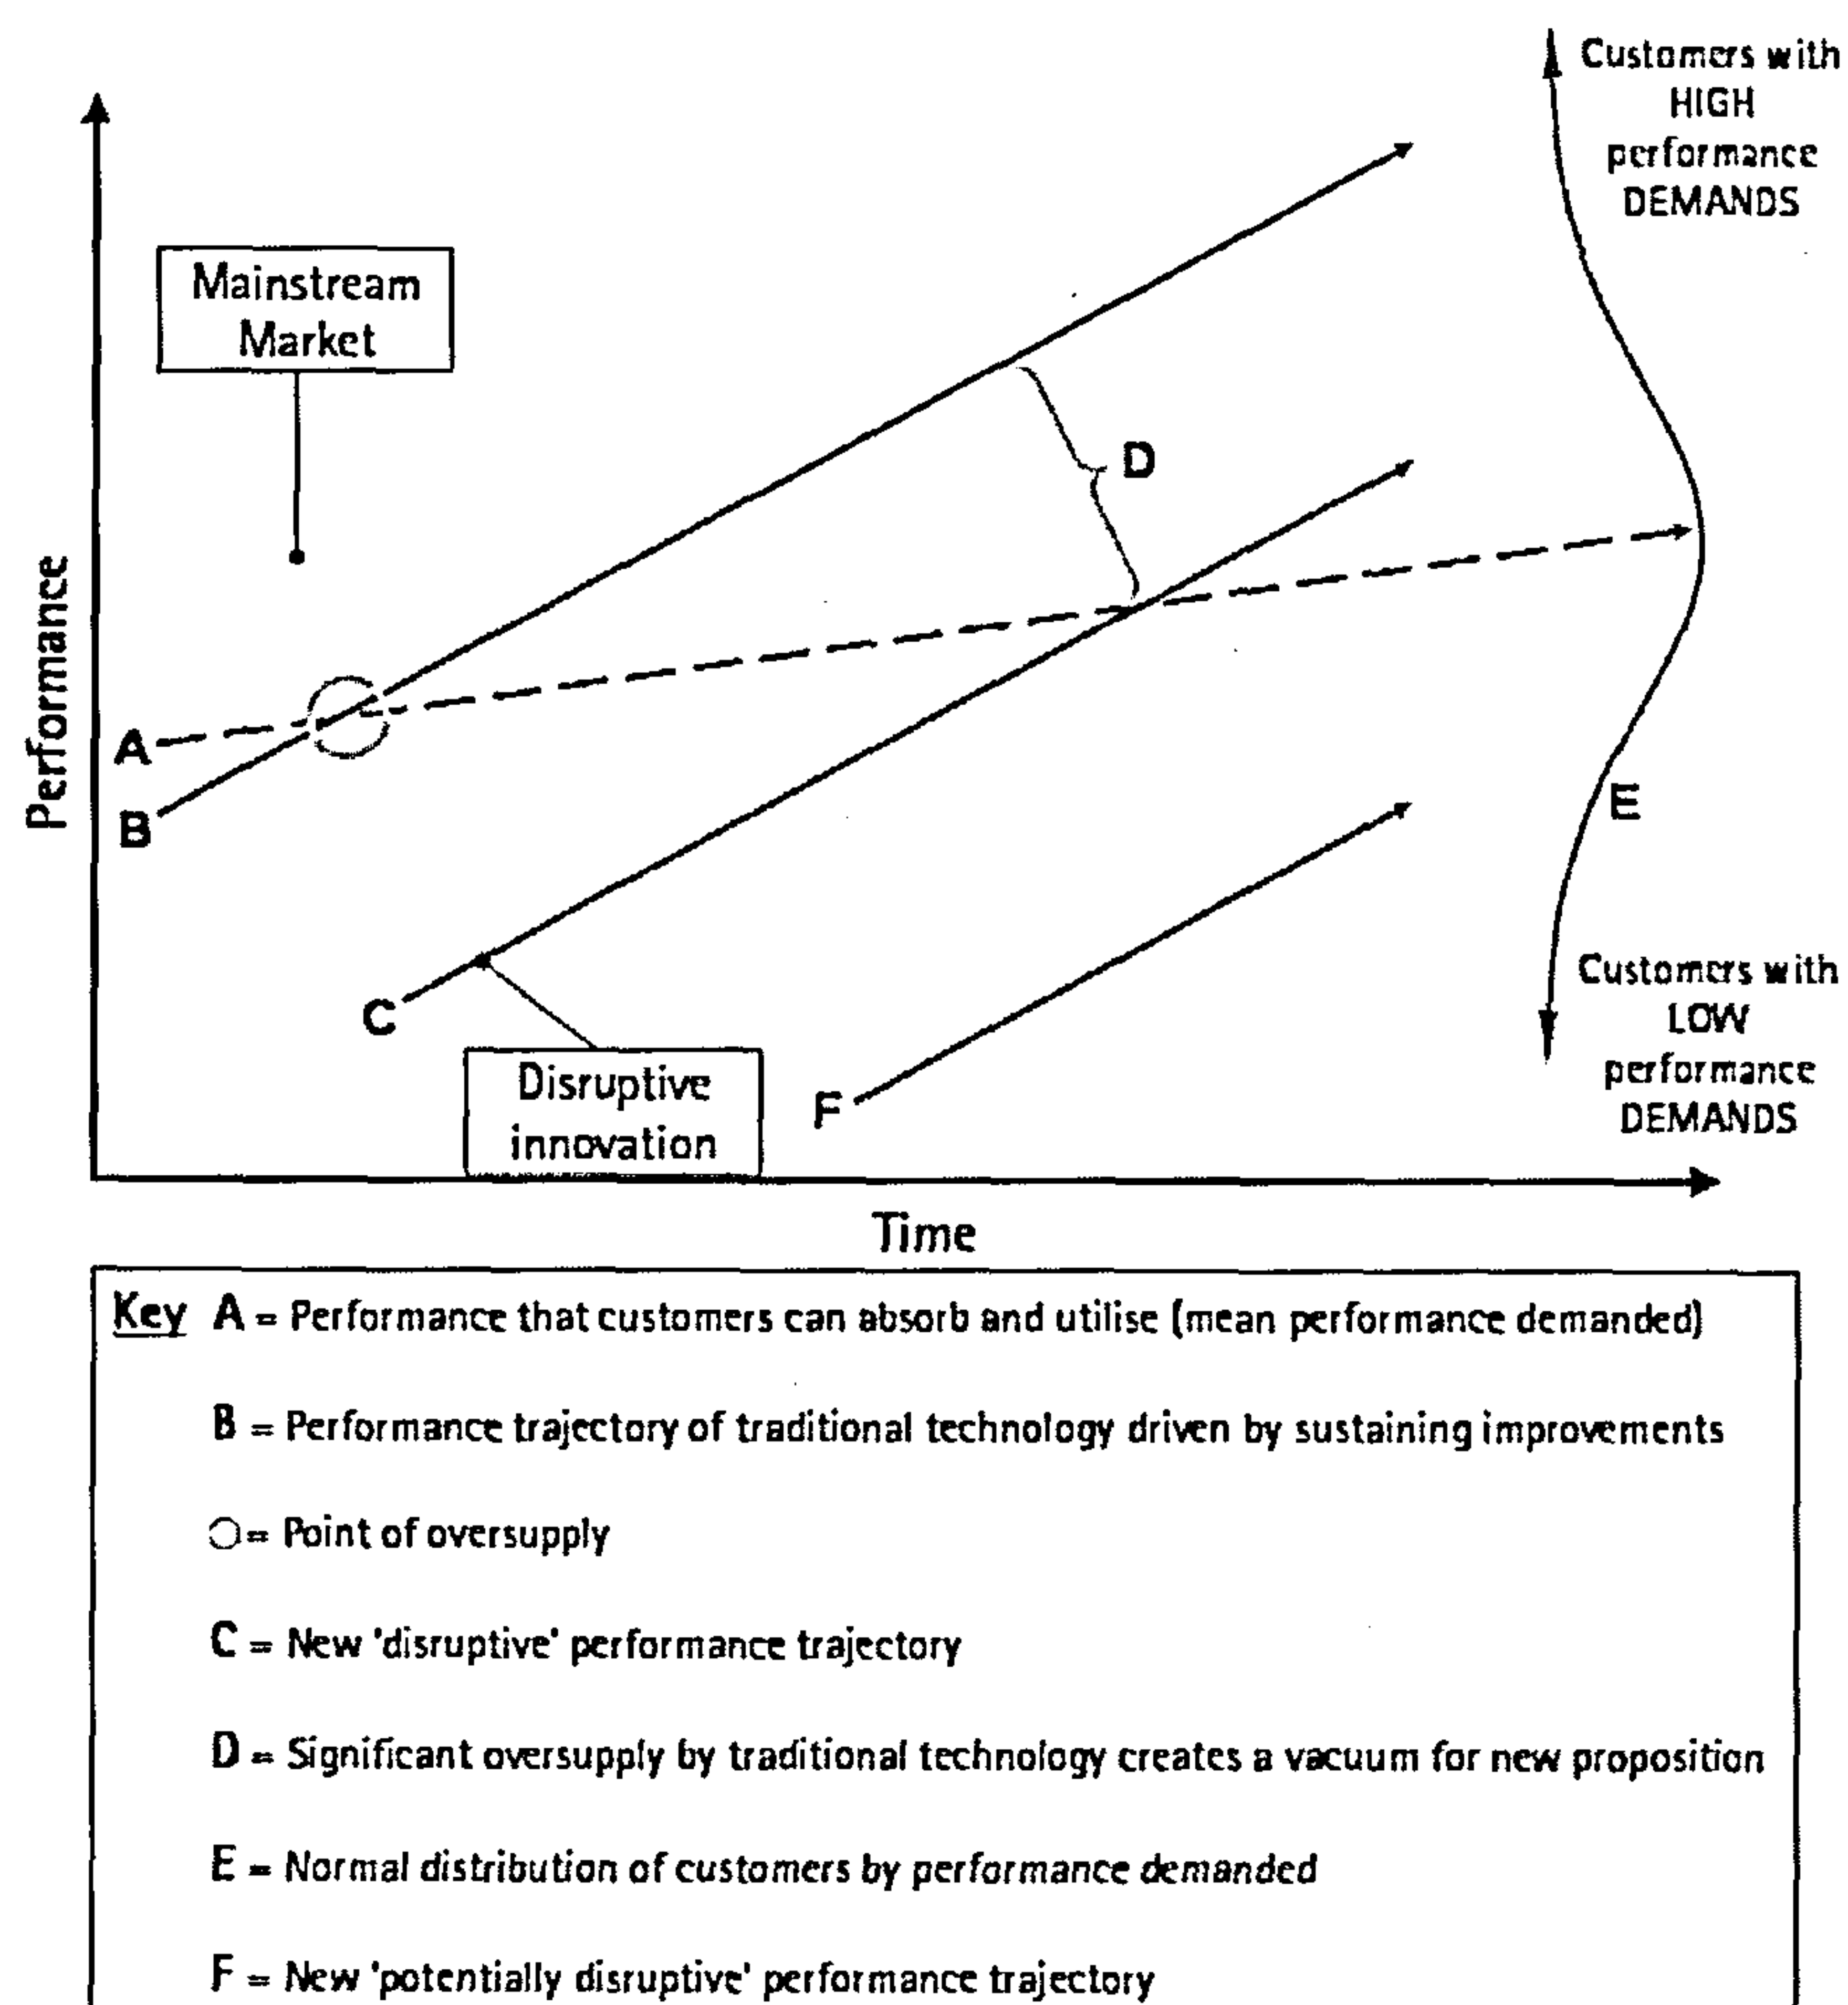 Customers with
HIGH
performance
DEMANDS
Mainstream
Market
D
Performance
A
B
E
C
Disruptive
innovation
F
Customers with
LOW
performance
DEMANDS
Time
Key A = Performance that customers can absorb and utilise (mean performance demanded)
B = Performance trajectory of traditional technology driven by sustaining improvements
○ = Point of oversupply
C = New 'disruptive' performance trajectory
D = Significant oversupply by traditional technology creates a vacuum for new proposition
E = Normal distribution of customers by performance demanded
F = New 'potentially disruptive' performance trajectory